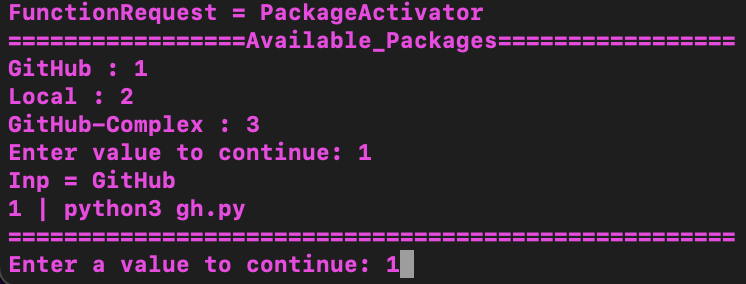 FunctionRequest = PackageActivator
=================Available_Packages=================
GitHub : 1
Local : 2
GitHub-Complex : 3
Enter value to continue: 1
Inp = GitHub
1 | python3 gh.py
====================================================
Enter a value to continue: 1